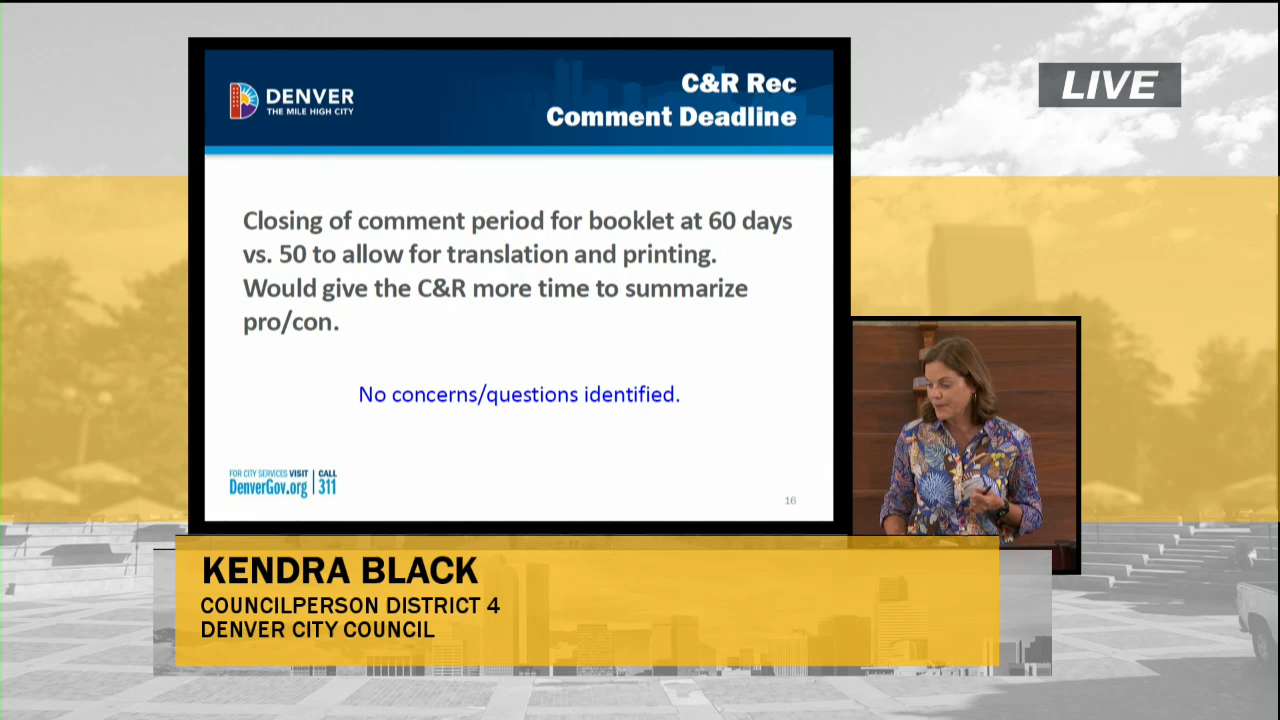 DENVER
THE MILE HIGH CITY
C&R Rec
Comment Deadline
LIVE
Closing of comment period for booklet at 60 days
vs. 50 to allow for translation and printing.
Would give the C&R more time to summarize
pro/con.
No concerns/questions identified.
FOR CITY SERVICES VISIT | CALL
DenverGov.org | 311
16
KENDRA BLACK
COUNCILPERSON DISTRICT 4
DENVER CITY COUNCIL